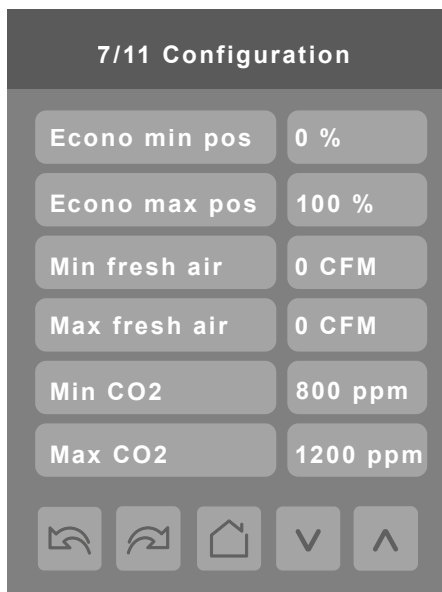 7/11 Configuration
Econo min pos 0 %
Econo max pos 100 %
Min fresh air 0 CFM
Max fresh air 0 CFM
Min CO2 800 ppm
Max CO2 1200 ppm